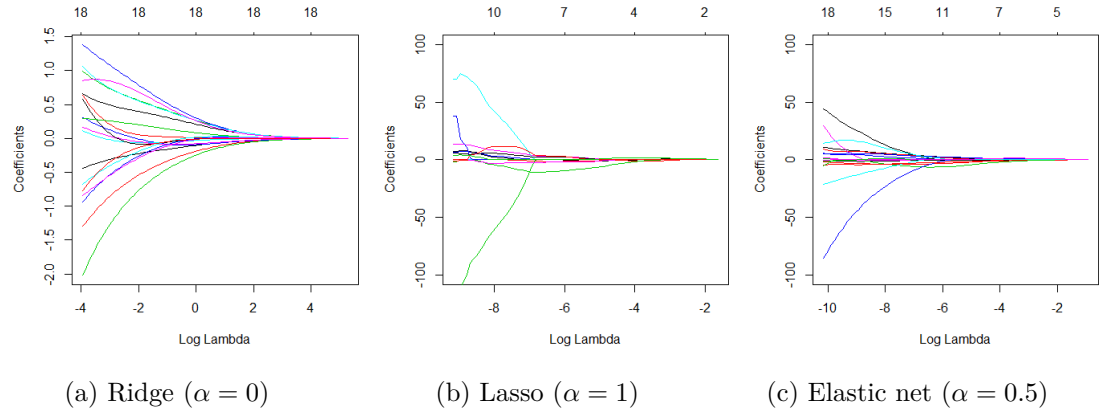 18 18 18 18 18
Coefficients
1.5
1.0
0.5
0.0
-0.5
-1.0
-1.5
-2.0
-4 -2 0 2 4
Log Lambda
(a) Ridge (α = 0)
10 7 4 2
Coefficients
100
50
0
-50
-100
-8 -6 -4 -2
Log Lambda
(b) Lasso (α = 1)
18 15 11 7 5
Coefficients
100
50
0
-50
-100
-10 -8 -6 -4 -2
Log Lambda
(c) Elastic net (α = 0.5)